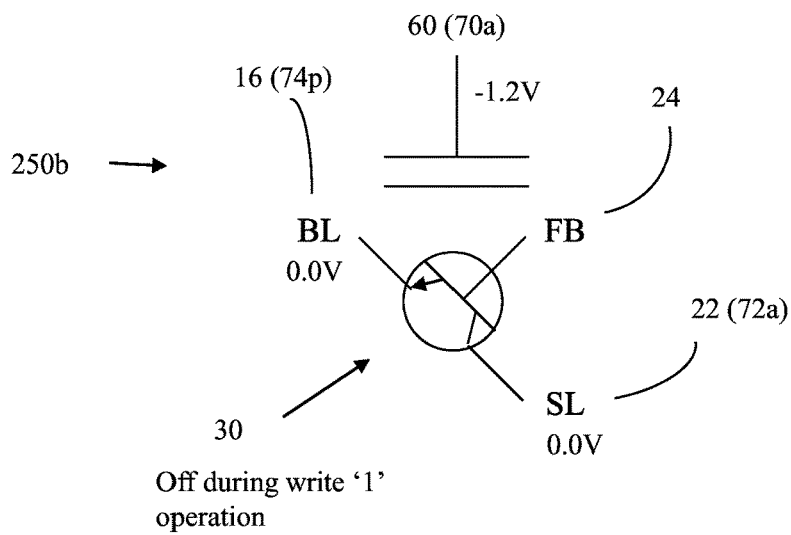 60 (70a)
16 (74p)
-1.2V
24
250b
BL
FB
0.0V
22 (72a)
SL
30
0.0V
Off during write ‘1’
operation